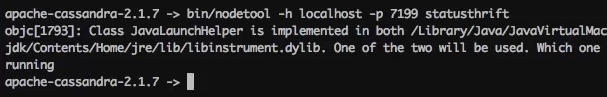 apache-cassandra-2.1.7 -> bin/nodetool -h localhost -p 7199 statusthrift
objc[1793]: Class JavaLaunchHelper is implemented in both /Library/Java/JavaVirtualMac
jdk/Contents/Home/jre/lib/libinstrument.dylib. One of the two will be used. Which one
running
apache-cassandra-2.1.7 ->